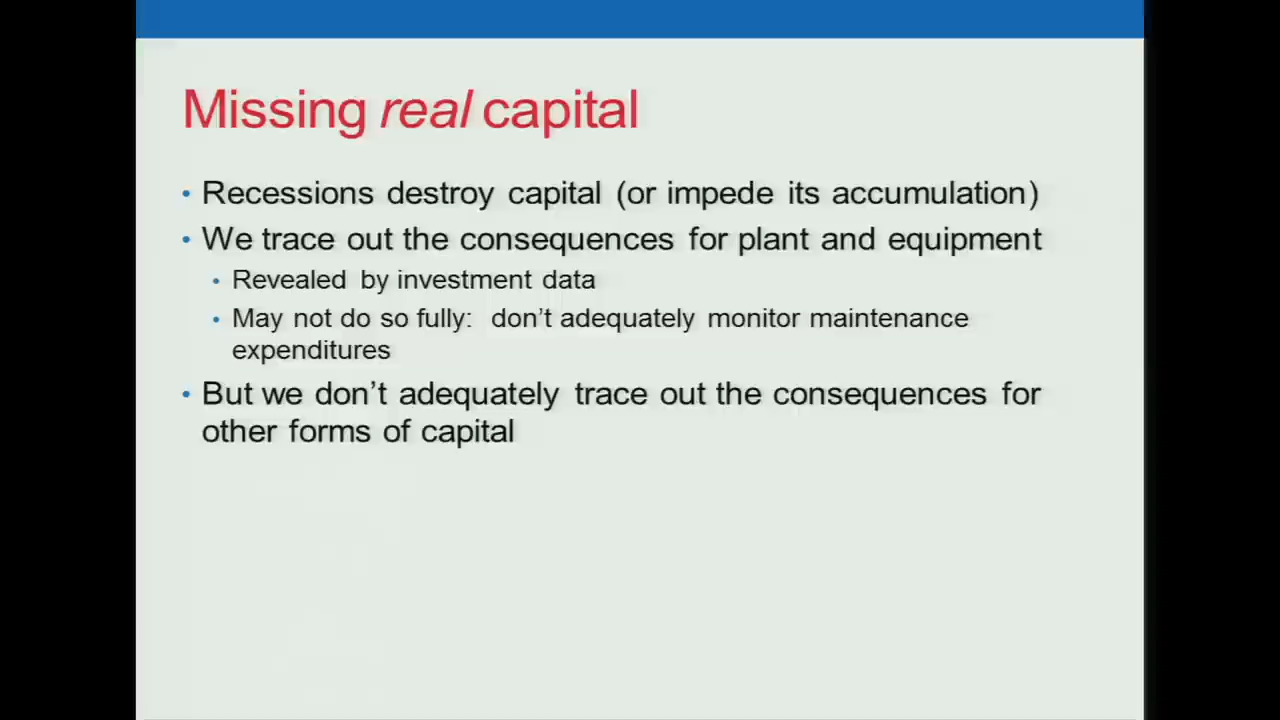 Missing real capital
• Recessions destroy capital (or impede its accumulation)
• We trace out the consequences for plant and equipment
• Revealed by investment data
• May not do so fully: don't adequately monitor maintenance
expenditures
• But we don't adequately trace out the consequences for
other forms of capital